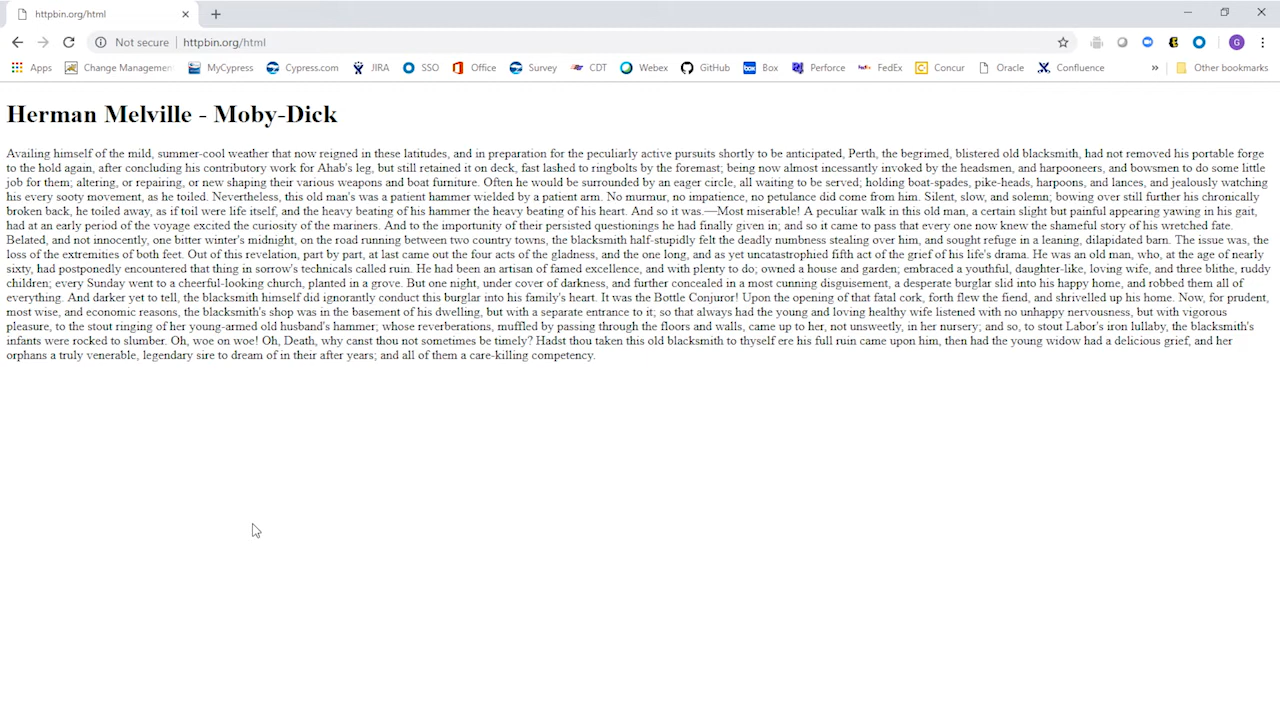 httpbin.org/html
Not secure | httpbin.org/html
G
Apps Change Managemen MyCypress Cypress.com JIRA SSO Office Survey CDT Webex GitHub Box Perforce FedEx Concur Oracle Confluence » Other bookmarks
Herman Melville - Moby-Dick
Availing himself of the mild, summer-cool weather that now reigned in these latitudes, and in preparation for the peculiarly active pursuits shortly to be anticipated, Perth, the begrimed, blistered old blacksmith, had not removed his portable forge
to the hold again, after concluding his contributory work for Ahab's leg, but still retained it on deck, fast lashed to ringbolts by the foremast; being now almost incessantly invoked by the headsmen, and harpooneers, and bowsmen to do some little
job for them; altering, or repairing, or new shaping their various weapons and boat furniture. Often he would be surrounded by an eager circle, all waiting to be served; holding boat-spades, pike-heads, harpoons, and lances, and jealously watching
his every sooty movement, as he toiled. Nevertheless, this old man's was a patient hammer wielded by a patient arm. No murmur, no impatience, no petulance did come from him. Silent, slow, and solemn; bowing over still further his chronically
broken back, he toiled away, as if toil were life itself, and the heavy beating of his hammer the heavy beating of his heart. And so it was.—Most miserable! A peculiar walk in this old man, a certain slight but painful appearing yawing in his gait,
had at an early period of the voyage excited the curiosity of the mariners. And to the importunity of their persisted questionings he had finally given in; and so it came to pass that every one now knew the shameful story of his wretched fate.
Belated, and not innocently, one bitter winter's midnight, on the road running between two country towns, the blacksmith half-stupidly felt the deadly numbness stealing over him, and sought refuge in a leaning, dilapidated barn. The issue was, the
loss of the extremities of both feet. Out of this revelation, part by part, at last came out the four acts of the gladness, and the one long, and as yet uncatastrophied fifth act of the grief of his life's drama. He was an old man, who, at the age of nearly
sixty, had postponedly encountered that thing in sorrow's technicals called ruin. He had been an artisan of famed excellence, and with plenty to do; owned a house and garden; embraced a youthful, daughter-like, loving wife, and three blithe, ruddy
children; every Sunday went to a cheerful-looking church, planted in a grove. But one night, under cover of darkness, and further concealed in a most cunning disguisement, a desperate burglar slid into his happy home, and robbed them all of
everything. And darker yet to tell, the blacksmith himself did ignorantly conduct this burglar into his family's heart. It was the Bottle Conjuror! Upon the opening of that fatal cork, forth flew the fiend, and shrivelled up his home. Now, for prudent,
most wise, and economic reasons, the blacksmith's shop was in the basement of his dwelling, but with a separate entrance to it; so that always had the young and loving healthy wife listened with no unhappy nervousness, but with vigorous
pleasure, to the stout ringing of her young-armed old husband's hammer; whose reverberations, muffled by passing through the floors and walls, came up to her, not unsweetly, in her nursery; and so, to stout Labor's iron lullaby, the blacksmith's
infants were rocked to slumber. Oh, woe on woe! Oh, Death, why canst thou not sometimes be timely? Hadst thou taken this old blacksmith to thyself ere his full ruin came upon him, then had the young widow had a delicious grief, and her
orphans a truly venerable, legendary sire to dream of in their after years; and all of them a care-killing competency.